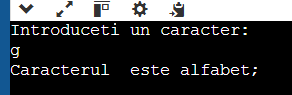 Introduceti un caracter:
g
Caracterul  este alfabet;